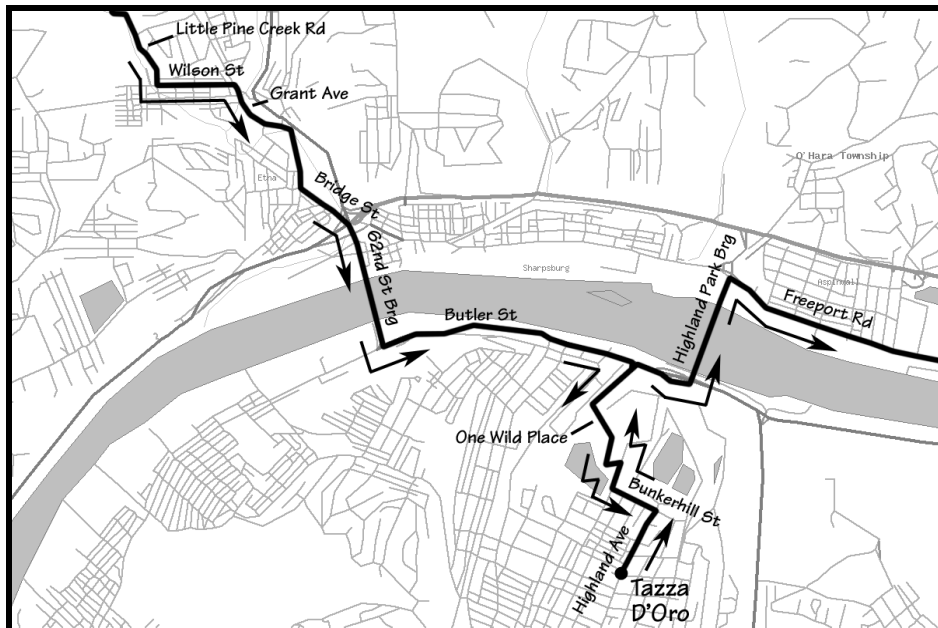 Little Pine Creek Rd
Wilson St
Grant Ave
O'Hara Township
Etna
Bridge St
62nd St Brg
Sharpsburg
Highland Park Brg
Aspinwall
Freeport Rd
Butler St
One Wild Place
Bunkerhill St
Highland Ave
Tazza
D'Oro